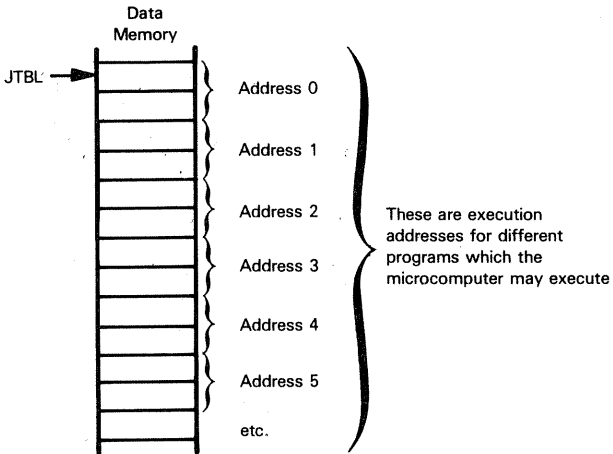 Data
Memory
JTBL
Address 0
Address 1
Address 2
Address 3
Address 4
Address 5
etc.
These are execution
addresses for different
programs which the
microcomputer may execute